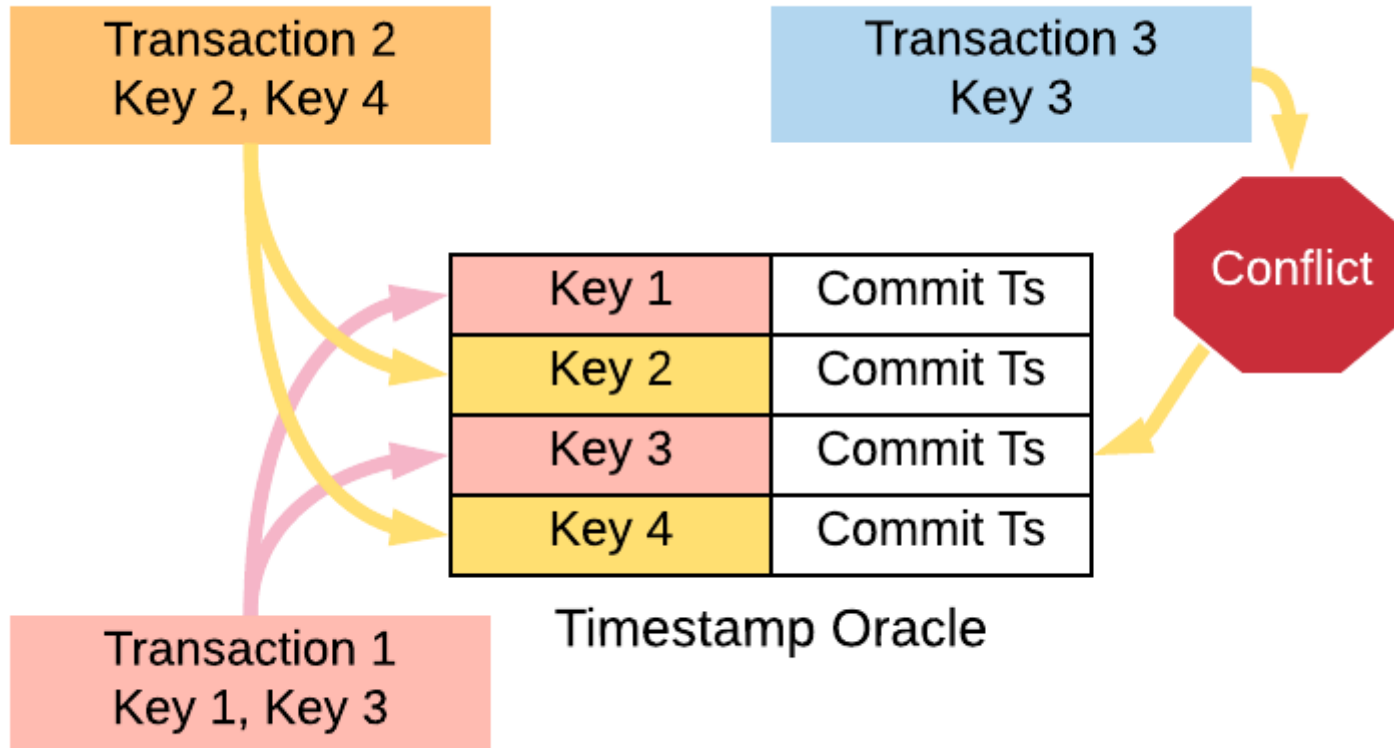 Transaction 2
Key 2, Key 4
Transaction 3
Key 3
Conflict
Key 1
Commit Ts
Key 2
Commit Ts
Key 3
Commit Ts
Key 4
Commit Ts
Timestamp Oracle
Transaction 1
Key 1, Key 3